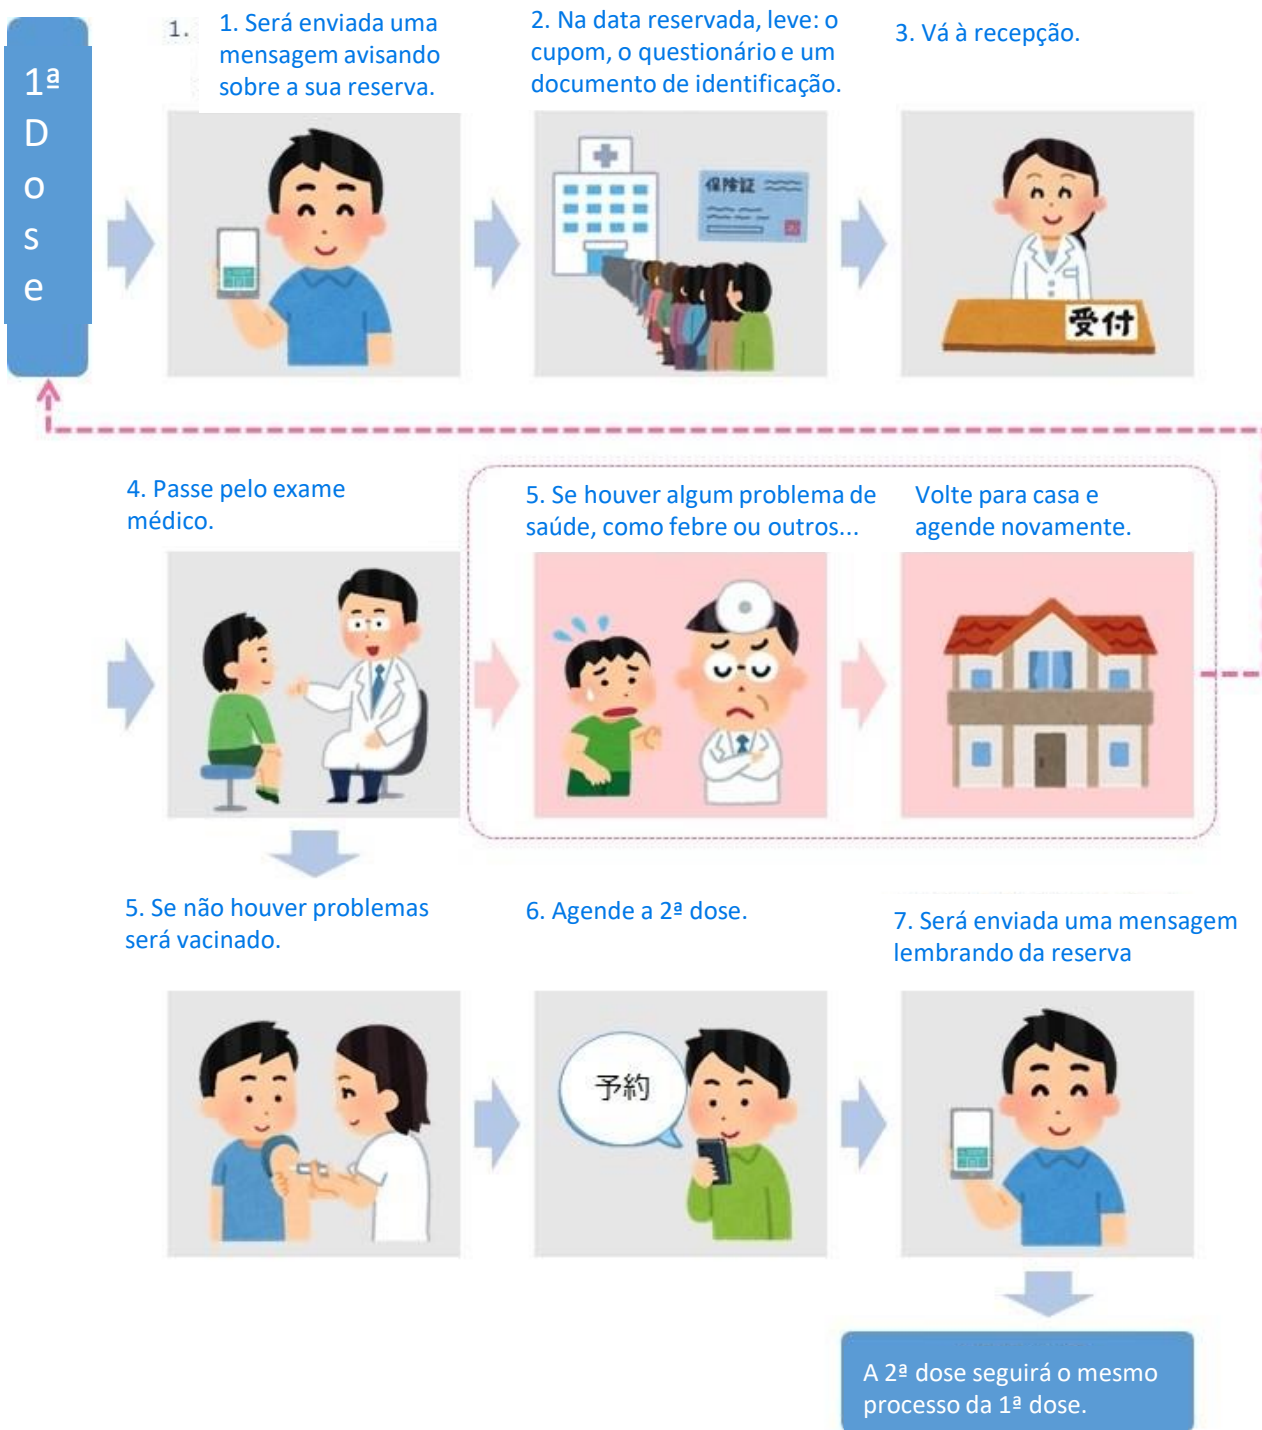 1ª
D
o
s
e
1.
1. Será enviada uma
mensagem avisando
sobre a sua reserva.
2. Na data reservada, leve: o
cupom, o questionário e um
documento de identificação.
3. Vá à recepção.
保険証
受付
4. Passe pelo exame
médico.
5. Se houver algum problema de
saúde, como febre ou outros...
Volte para casa e
agende novamente.
5. Se não houver problemas
será vacinado.
6. Agende a 2ª dose.
7. Será enviada uma mensagem
lembrando da reserva
予約
A 2ª dose seguirá o mesmo
processo da 1ª dose.